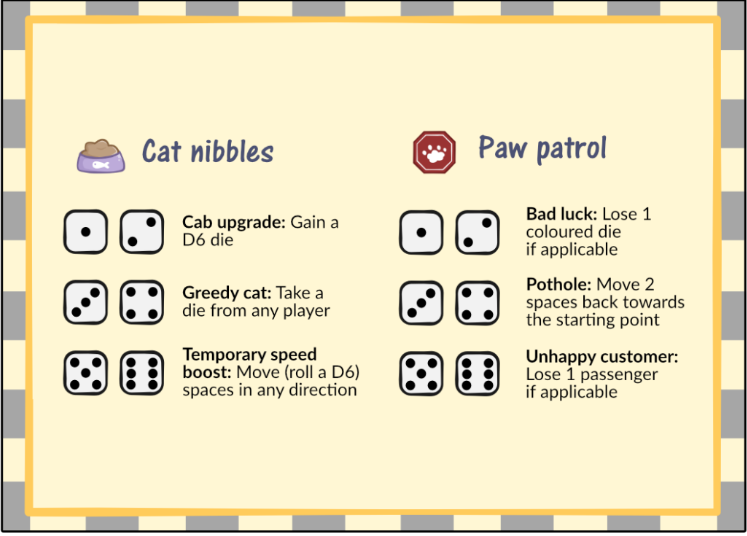 Cat nibbles
Cab upgrade: Gain a
D6 die
Greedy cat: Take a
die from any player
Temporary speed
boost: Move (roll a D6)
spaces in any direction
Paw patrol
Bad luck: Lose 1
coloured die
if applicable
Pothole: Move 2
spaces back towards
the starting point
Unhappy customer:
Lose 1 passenger
if applicable